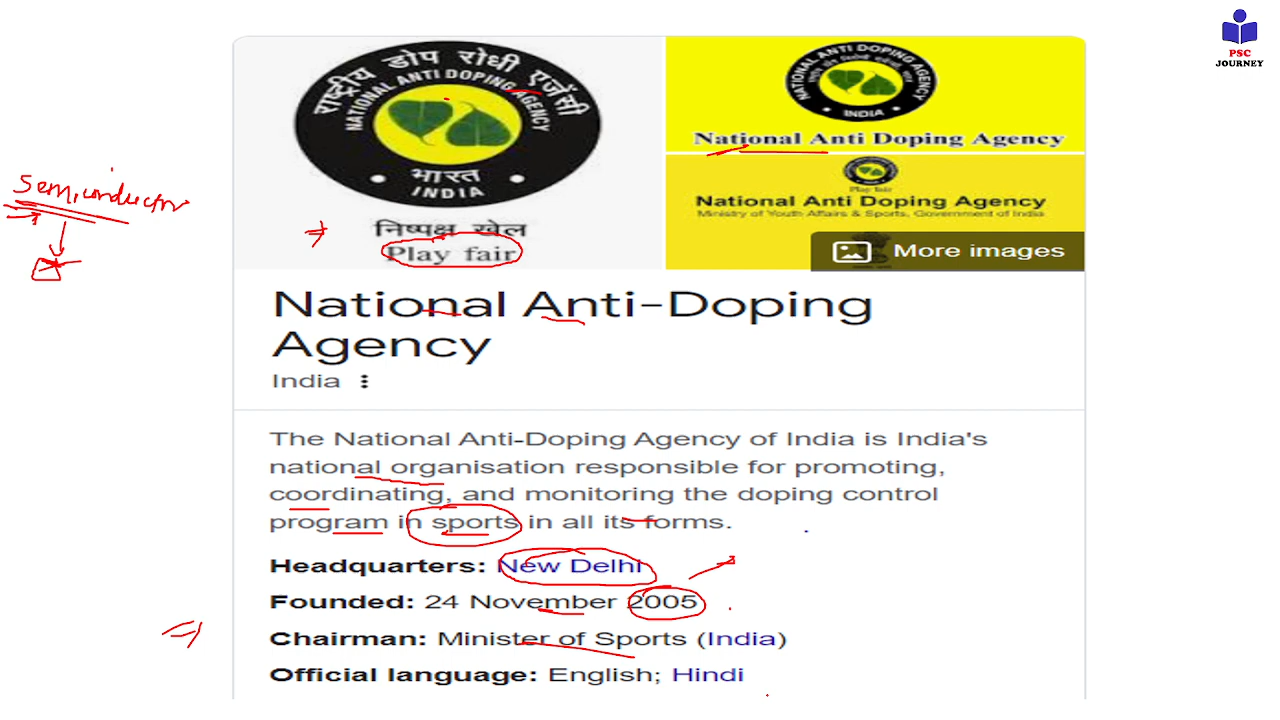 PSC
JOURNEY
राष्ट्रीय डोप रोधी एजेंसी
NATIONAL ANTI DOPING AGENCY
भारत
INDIA
निष्पक्ष खेल
Play fair
NATIONAL ANTI DOPING AGENCY
INDIA
National Anti Doping Agency
Play fair
National Anti Doping Agency
Ministry of Youth Affairs & Sports, Government of India
More images
Semiconductor
National Anti-Doping
Agency
India
The National Anti-Doping Agency of India is India's
national organisation responsible for promoting,
coordinating, and monitoring the doping control
program in sports in all its forms.
Headquarters: New Delhi
Founded: 24 November 2005
Chairman: Minister of Sports (India)
Official language: English; Hindi